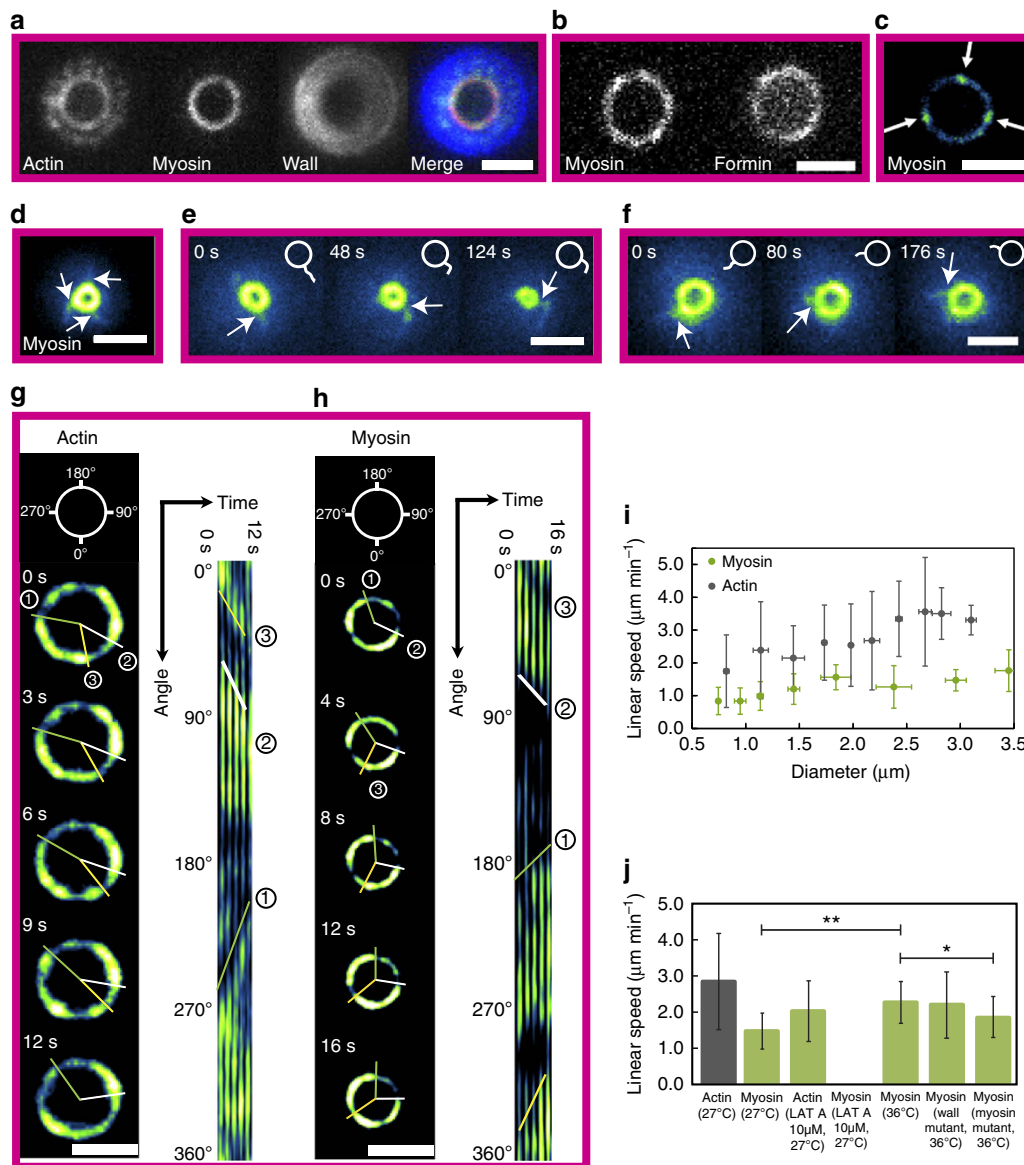 a
Actin Myosin Wall Merge
b
Myosin Formin
c
Myosin
d
Myosin
e
0 s 48 s 124 s
f
0 s 80 s 176 s
g
Actin
180°
270° 90°
0°
Time
0 s 12 s
Angle
0°
90°
180°
270°
360°
③
②
①
0 s
①
②
③
3 s
6 s
9 s
12 s
h
Myosin
180°
270° 90°
0°
Time
0 s 16 s
Angle
③
②
①
0 s
①
②
4 s
③
8 s
12 s
16 s
i
Linear speed (μm min⁻¹)
5.0
4.0
3.0
2.0
1.0
0.0
Myosin
Actin
0.5 1.0 1.5 2.0 2.5 3.0 3.5
Diameter (μm)
j
Linear speed (μm min⁻¹)
5.0
4.0
3.0
2.0
1.0
1.0
**
*
Actin
(27°C)
Myosin
(27°C)
Actin
(LAT A
10μM,
27°C)
Myosin
(LAT A
10μM,
27°C)
Myosin
(36°C)
Myosin
(wall
mutant,
36°C)
Myosin
(myosin
mutant,
36°C)